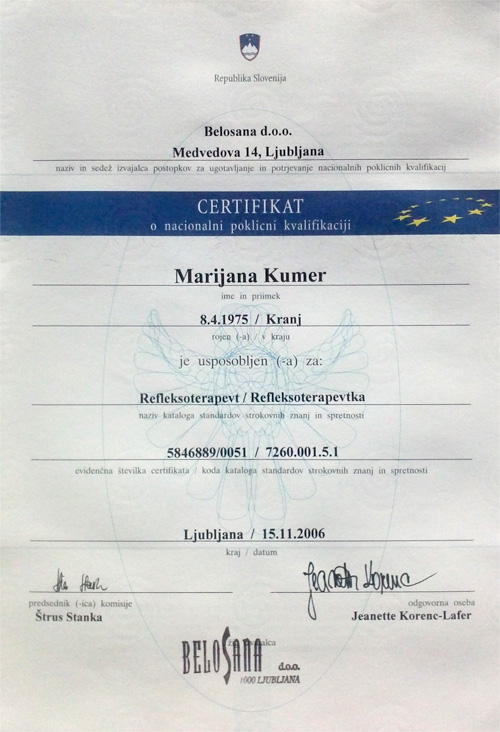 Republika Slovenija
Belosana d.o.o.
Medvedova 14, Ljubljana
naziv in sedež izvajalca postopkov za ugotavljanje in potrjevanje nacionalnih poklicnih kvalifikacij
CERTIFIKAT
o nacionalni poklicni kvalifikaciji
Marijana Kumer
ime in priimek
8.4.1975 / Kranj
rojen (-a) / v kraju
je usposobljen (-a) za:
Refleksoterapevt / Refleksoterapevtka
naziv kataloga standardov strokovnih znanj in spretnosti
5846889/0051 / 7260.001.5.1
evidenčna številka certifikata / koda kataloga standardov strokovnih znanj in spretnosti
Ljubljana / 15.11.2006
kraj / datum
Jeanette Korenc
predsednik (-ica) komisije
odgovorna oseba
Štrus Stanka
Jeanette Korenc-Lafer
BELOSANA d.o.o.
1000 LJUBLJANA